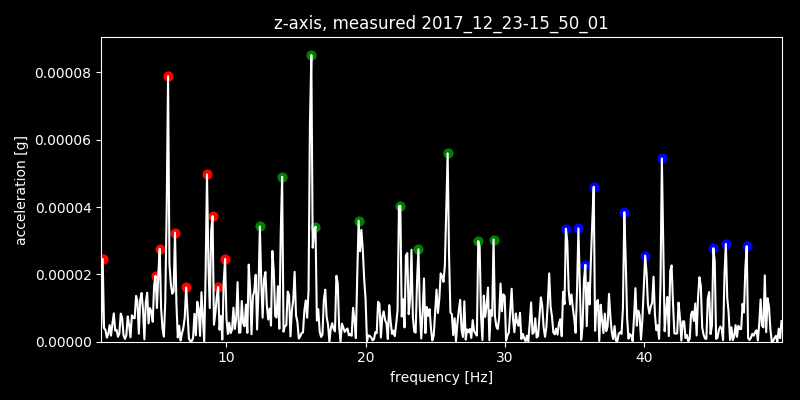 z-axis, measured 2017_12_23-15_50_01
0.00008
0.00006
0.00004
0.00002
0.00000
acceleration [g]
10 20 30 40
frequency [Hz]